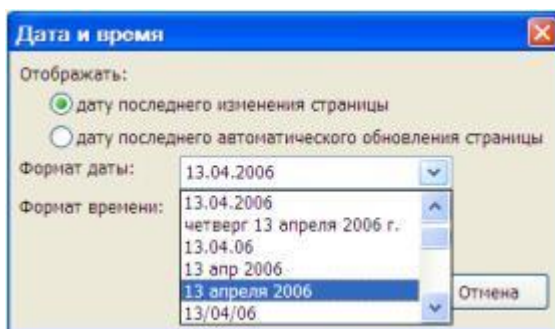 Дата и время
Отображать:
дату последнего изменения страницы
дату последнего автоматического обновления страницы
Формат даты: 13.04.2006
Формат времени: 13.04.2006
четверг 13 апреля 2006 г.
13.04.06
13 апр 2006
13 апреля 2006 Отмена
13/04/06